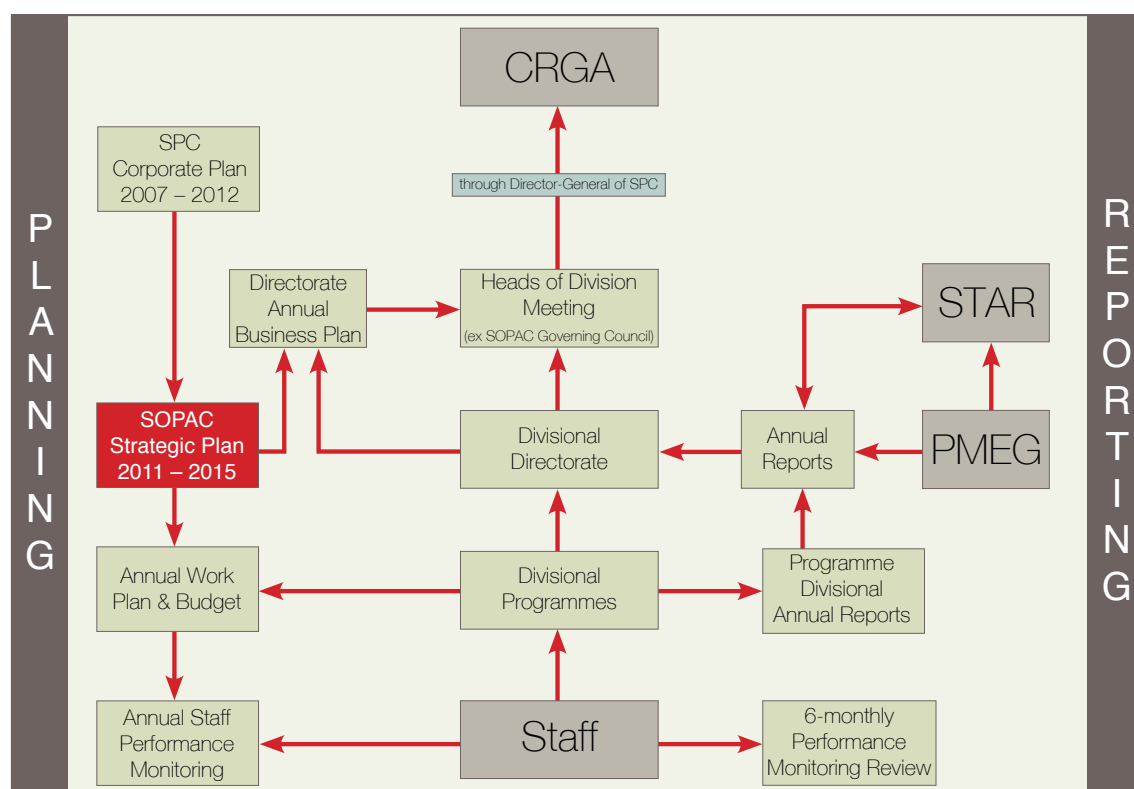 PLANNING
CRGA
SPC
Corporate Plan
2007 – 2012
through Director-General of SPC
Directorate
Annual
Business Plan
Heads of Division
Meeting
(ex SOPAC Governing Council)
STAR
SOPAC
Strategic Plan
2011 – 2015
Divisional
Directorate
Annual
Reports
PMEG
Annual Work
Plan & Budget
Divisional
Programmes
Programme
Divisional
Annual Reports
Annual Staff
Performance
Monitoring
Staff
6-monthly
Performance
Monitoring Review
REPORTING